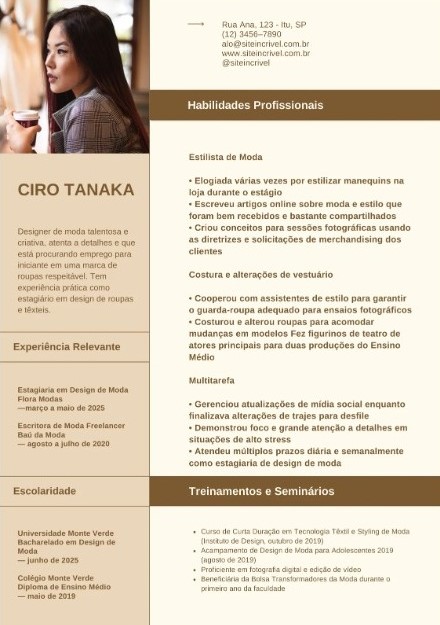 Rua Ana, 123 - Itu, SP
(12) 3456–7890
alo@siteincrivel.com.br
www.siteincrivel.com.br
@siteincrivel
Habilidades Profissionais
Estilista de Moda
• Elogiada várias vezes por estilizar manequins na
loja durante o estágio
• Escreveu artigos online sobre moda e estilo que
foram bem recebidos e bastante compartilhados
• Criou conceitos para sessões fotográficas usando
as diretrizes e solicitações de merchandising dos
clientes
Costura e alterações de vestuário
• Cooperou com assistentes de estilo para garantir
o guarda-roupa adequado para ensaios fotográficos
• Costurou e alterou roupas para acomodar
mudanças em modelos Fez figurinos de teatro de
atores principais para duas produções do Ensino
Médio
Multitarefa
• Gerenciou atualizações de mídia social enquanto
finalizava alterações de trajes para desfile
• Demonstrou foco e grande atenção a detalhes em
situações de alto stress
• Atendeu múltiplos prazos diária e semanalmente
como estagiaria de design de moda
Treinamentos e Seminários
• Curso de Curta Duração em Tecnologia Têxtil e Styling de Moda
(Instituto de Design, outubro de 2019)
• Acampamento de Design de Moda para Adolescentes 2019
(agosto de 2019)
• Proficiente em fotografia digital e edição de vídeo
• Beneficiária da Bolsa Transformadores da Moda durante o
primeiro ano da faculdade
CIRO TANAKA
Designer de moda talentosa e
criativa, atenta a detalhes e que
está procurando emprego para
iniciante em uma marca de
roupas respeitável. Tem
experiência prática como
estagiário em design de roupas
e têxteis.
Experiência Relevante
Estagiaria em Design de Moda
Flora Modas
—março a maio de 2025
Escritora de Moda Freelancer
Baú da Moda
— agosto a julho de 2020
Escolaridade
Universidade Monte Verde
Bacharelado em Design de
Moda
— junho de 2025
Colégio Monte Verde
Diploma de Ensino Médio
— maio de 2019